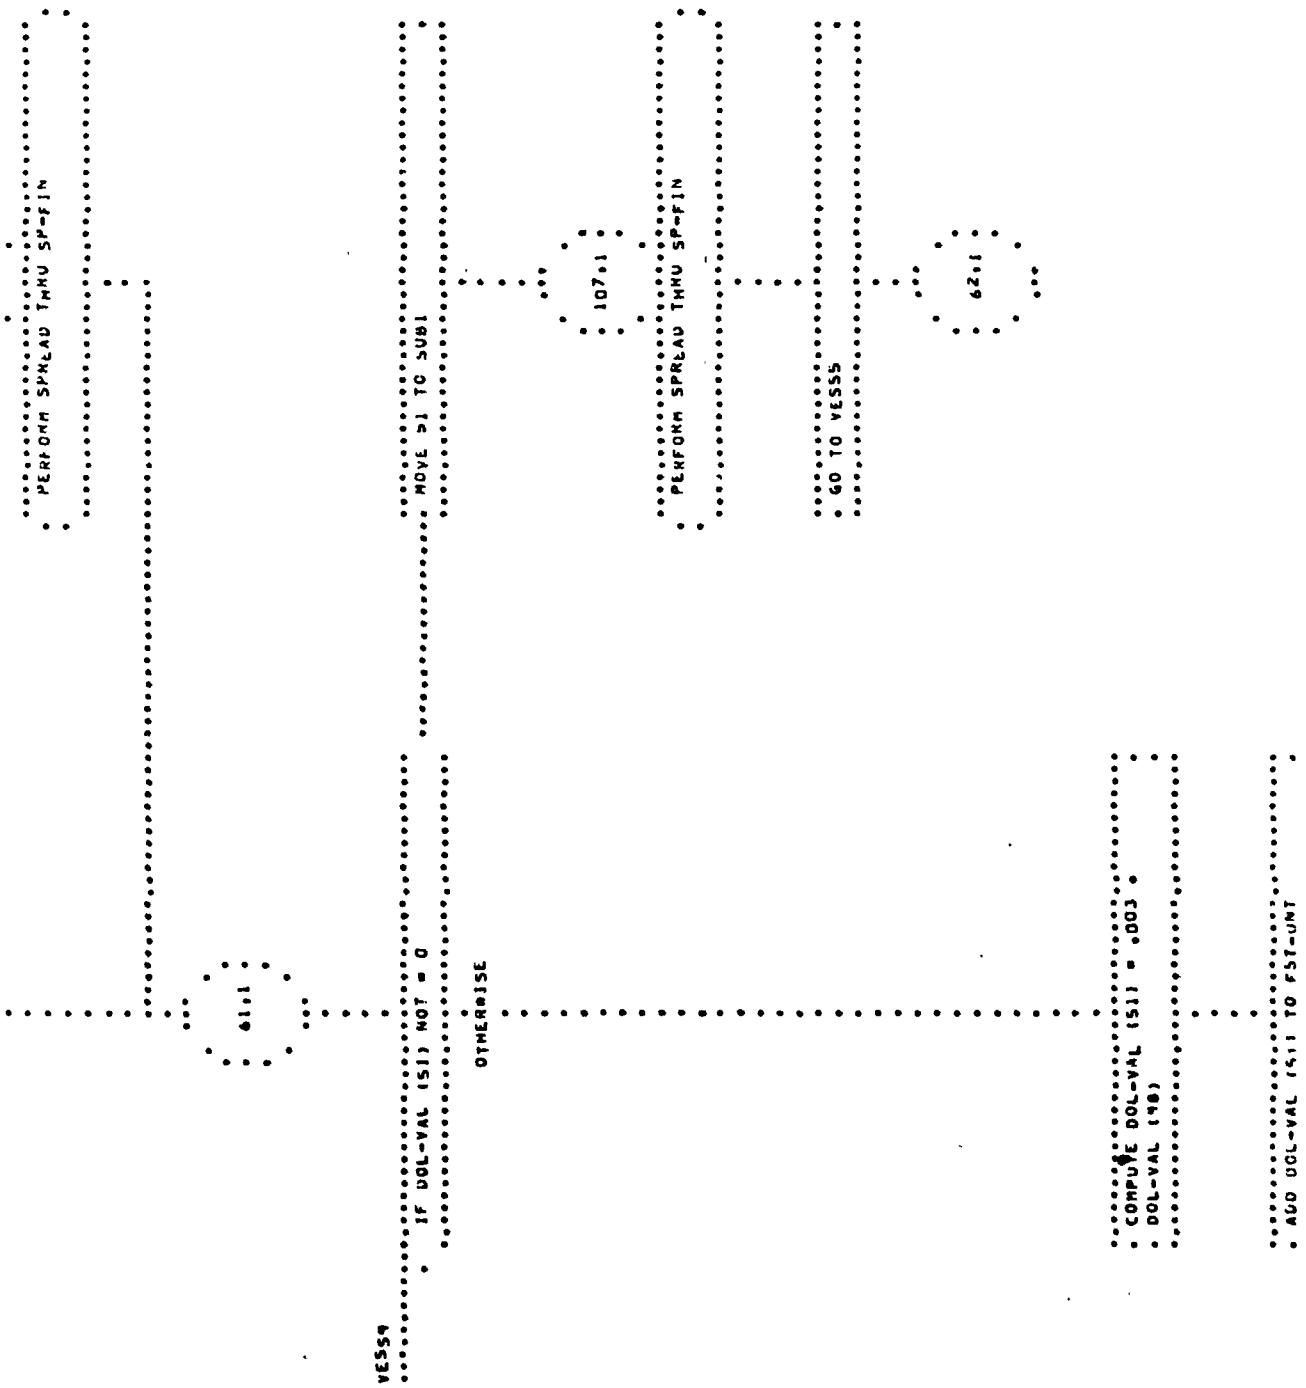 PERFORM SPREAD THRU SP-FIN
61.1
VESS4
IF DOL-VAL (51) NOT = 0
MOVE 51 TO SUB1
OTHERWISE
107.1
PERFORM SPREAD THRU SP-FIN
GO TO VESS5
62.1
COMPUTE DOL-VAL (51) = .003 *
DOL-VAL (48)
ADD DOL-VAL (51) TO FST-UNT